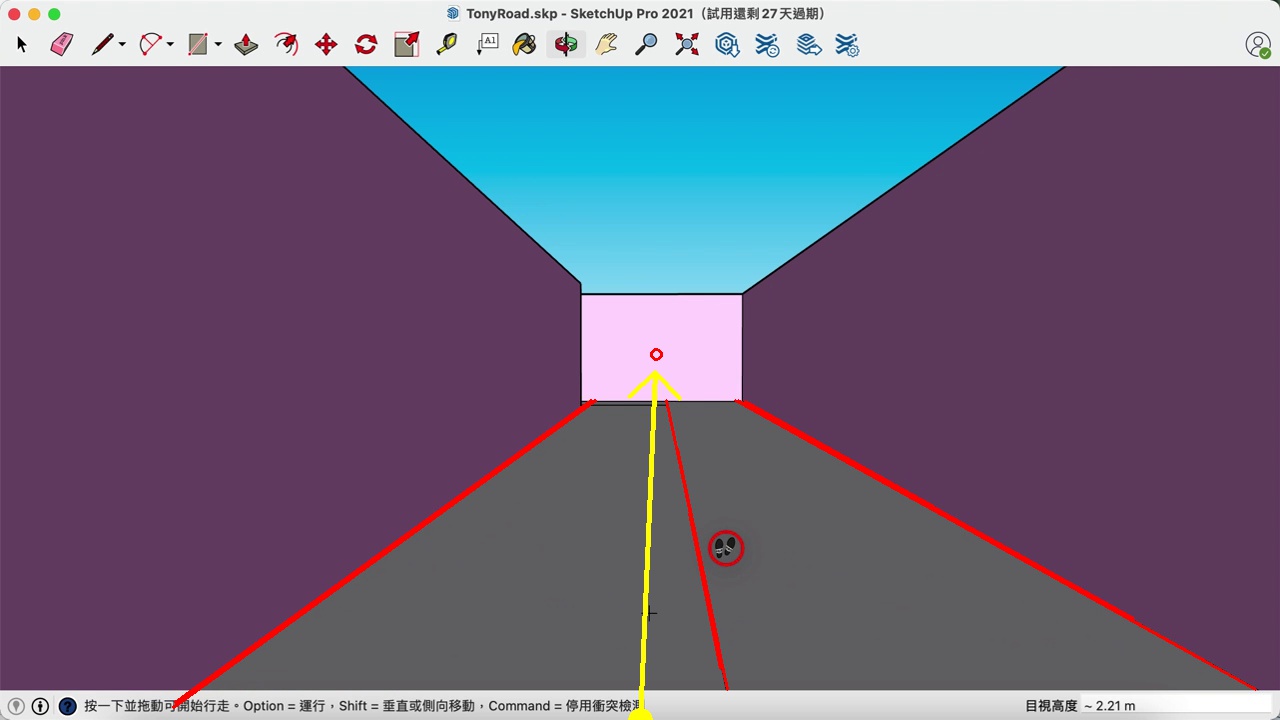 TonyRoad.skp - SketchUp Pro 2021（試用還剩 27 天過期）
A1
按一下並拖動可開始行走。Option = 運行，Shift = 垂直或側向移動，Command = 停用衝突檢測
目視高度 ~ 2.21 m